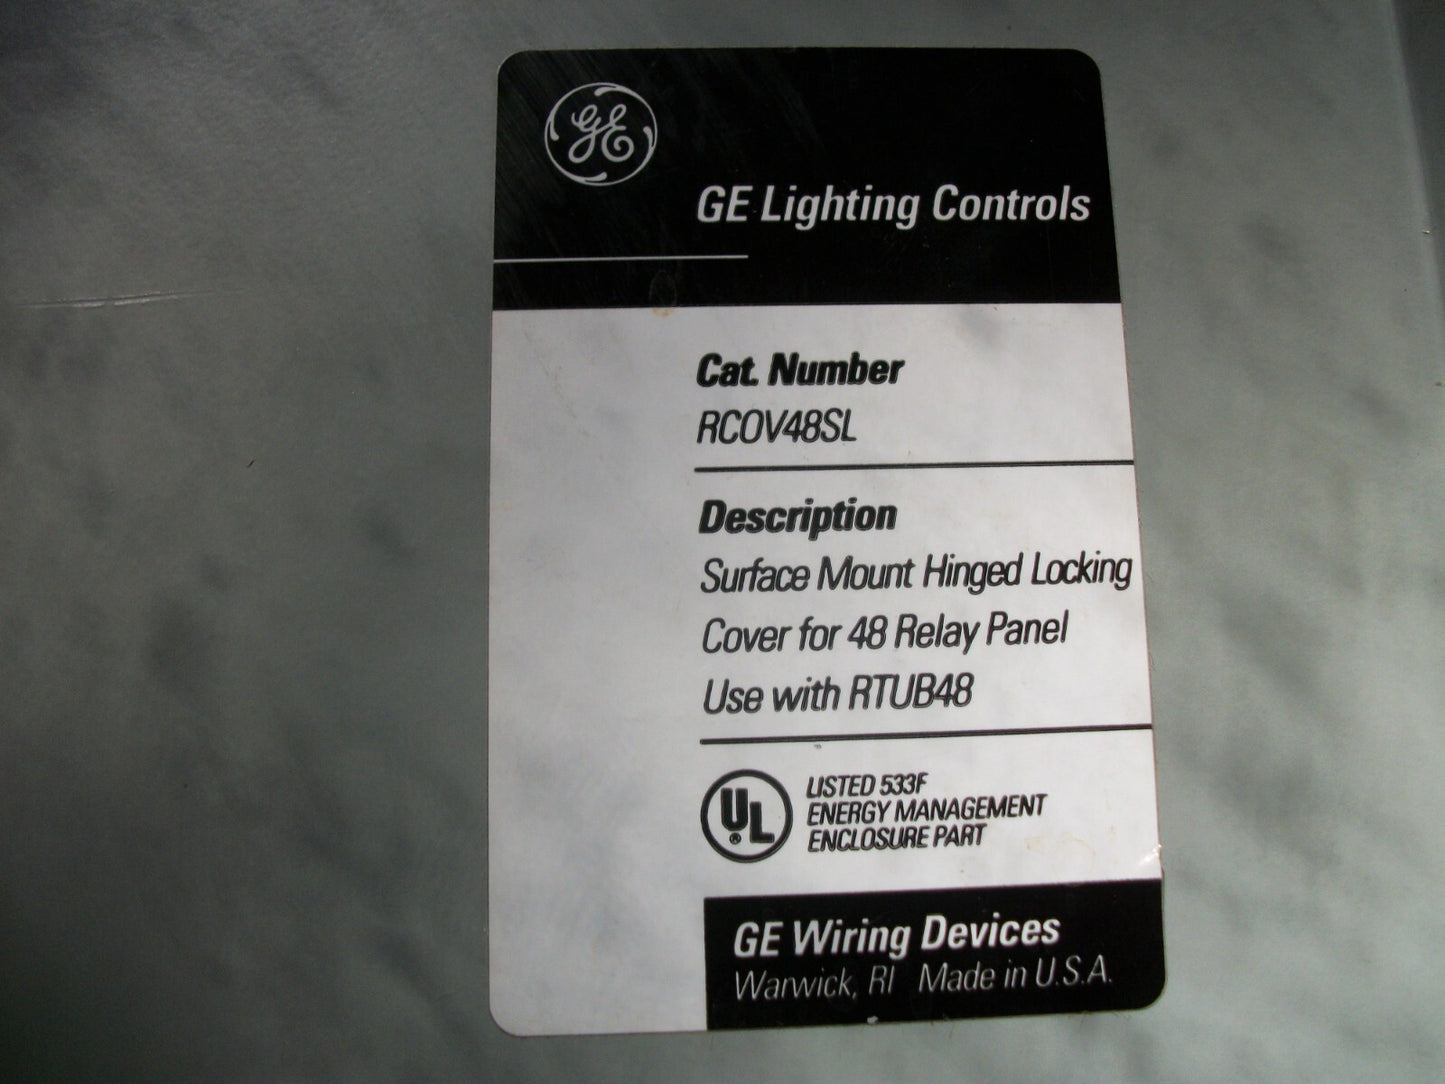 GE
GE Lighting Controls
Cat. Number
RCOV48SL
Description
Surface Mount Hinged Locking
Cover for 48 Relay Panel
Use with RTUB48
UL
®
LISTED 533F
ENERGY MANAGEMENT
ENCLOSURE PART
GE Wiring Devices
Warwick, RI Made in U.S.A.